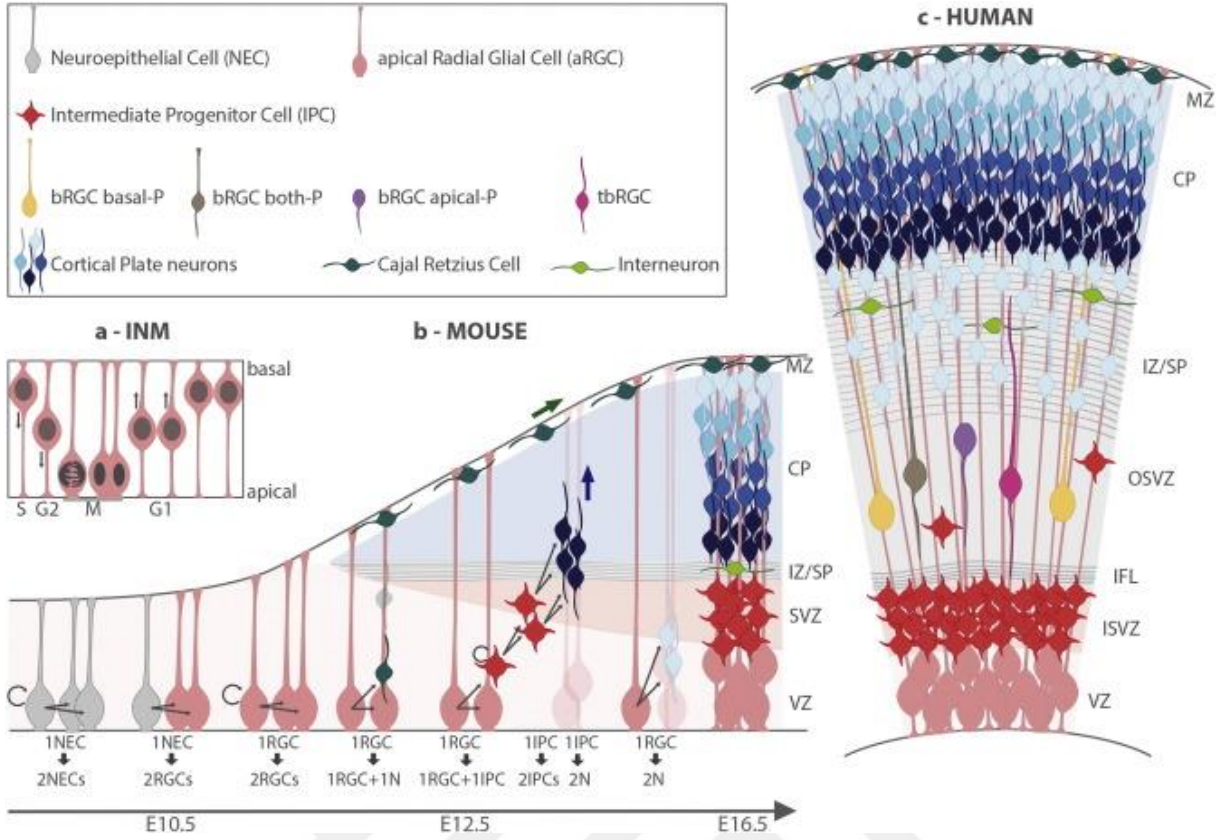 c - HUMAN
Neuroepithelial Cell (NEC)
apical Radial Glial Cell (aRGC)
Intermediate Progenitor Cell (IPC)
bRGC basal-P
bRGC both-P
bRGC apical-P
tbRGC
Cortical Plate neurons
Cajal Retzius Cell
Interneuron
MZ
CP
IZ/SP
OSVZ
IFL
ISVZ
VZ
a - INM
basal
apical
S G2 M G1
b - MOUSE
MZ
CP
IZ/SP
SVZ
VZ
1NEC 1NEC 1RGC 1RGC 1RGC 1IPC 1IPC 1RGC
2NECs 2RGCs 2RGCs 1RGC+1N 1RGC+1IPC 2IPCs 2N 2N
E10.5 E12.5 E16.5